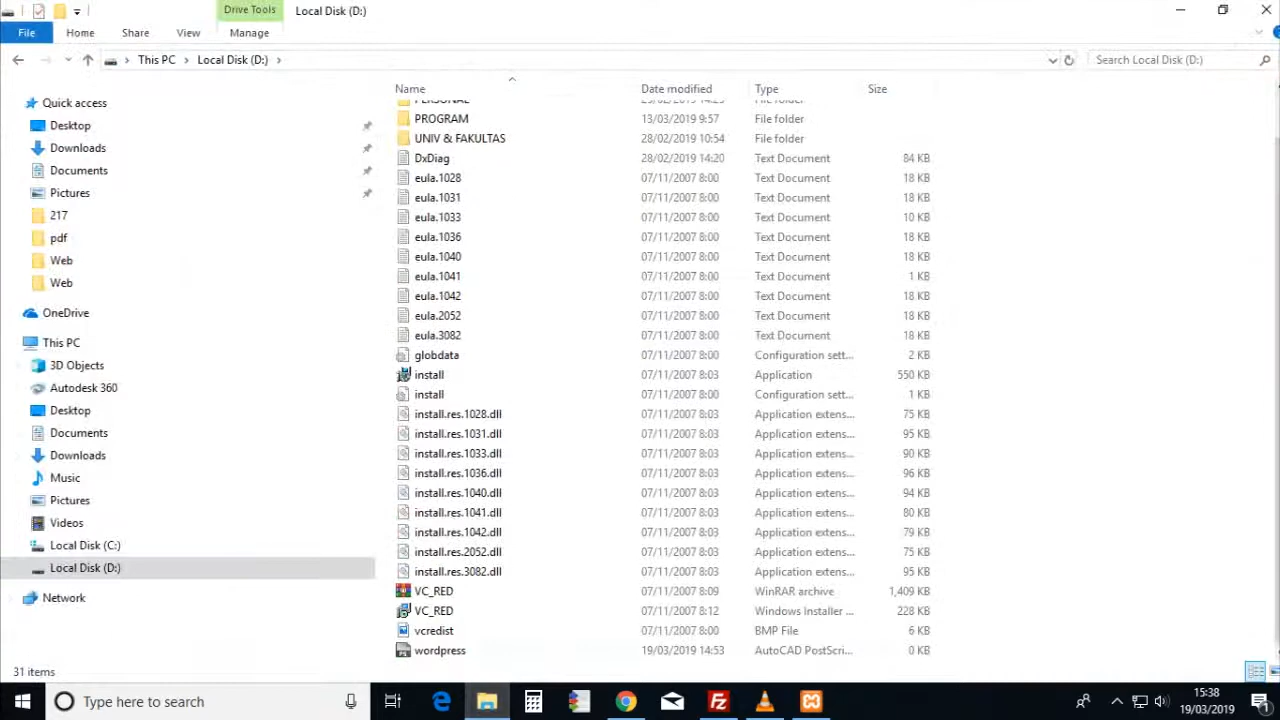 Drive Tools
Local Disk (D:)
File
Home
Share
View
Manage
This PC
Local Disk (D:)
Search Local Disk (D:)
Name
Date modified
Type
Size
Quick access
Desktop
Downloads
Documents
Pictures
217
pdf
Web
Web
OneDrive
This PC
3D Objects
Autodesk 360
Desktop
Documents
Downloads
Music
Pictures
Videos
Local Disk (C:)
Local Disk (D:)
Network
PERSONAL File folder
PROGRAM 13/03/2019 9:57 File folder
UNIV & FAKULTAS 28/02/2019 10:54 File folder
DxDiag 28/02/2019 14:20 Text Document 84 KB
eula.1028 07/11/2007 8:00 Text Document 18 KB
eula.1031 07/11/2007 8:00 Text Document 18 KB
eula.1033 07/11/2007 8:00 Text Document 10 KB
eula.1036 07/11/2007 8:00 Text Document 18 KB
eula.1040 07/11/2007 8:00 Text Document 18 KB
eula.1041 07/11/2007 8:00 Text Document 1 KB
eula.1042 07/11/2007 8:00 Text Document 18 KB
eula.2052 07/11/2007 8:00 Text Document 18 KB
eula.3082 07/11/2007 8:00 Text Document 18 KB
globdata 07/11/2007 8:00 Configuration sett... 2 KB
install 07/11/2007 8:03 Application 550 KB
install 07/11/2007 8:00 Configuration sett... 1 KB
install.res.1028.dll 07/11/2007 8:03 Application extens... 75 KB
install.res.1031.dll 07/11/2007 8:03 Application extens... 95 KB
install.res.1033.dll 07/11/2007 8:03 Application extens... 90 KB
install.res.1036.dll 07/11/2007 8:03 Application extens... 96 KB
install.res.1040.dll 07/11/2007 8:03 Application extens... 94 KB
install.res.1041.dll 07/11/2007 8:03 Application extens... 80 KB
install.res.1042.dll 07/11/2007 8:03 Application extens... 79 KB
install.res.2052.dll 07/11/2007 8:03 Application extens... 75 KB
install.res.3082.dll 07/11/2007 8:03 Application extens... 95 KB
VC_RED 07/11/2007 8:09 WinRAR archive 1,409 KB
VC_RED 07/11/2007 8:12 Windows Installer ... 228 KB
vcredist 07/11/2007 8:00 BMP File 6 KB
wordpress 19/03/2019 14:53 AutoCAD PostScri... 0 KB
31 items
Type here to search
15:38
19/03/2019